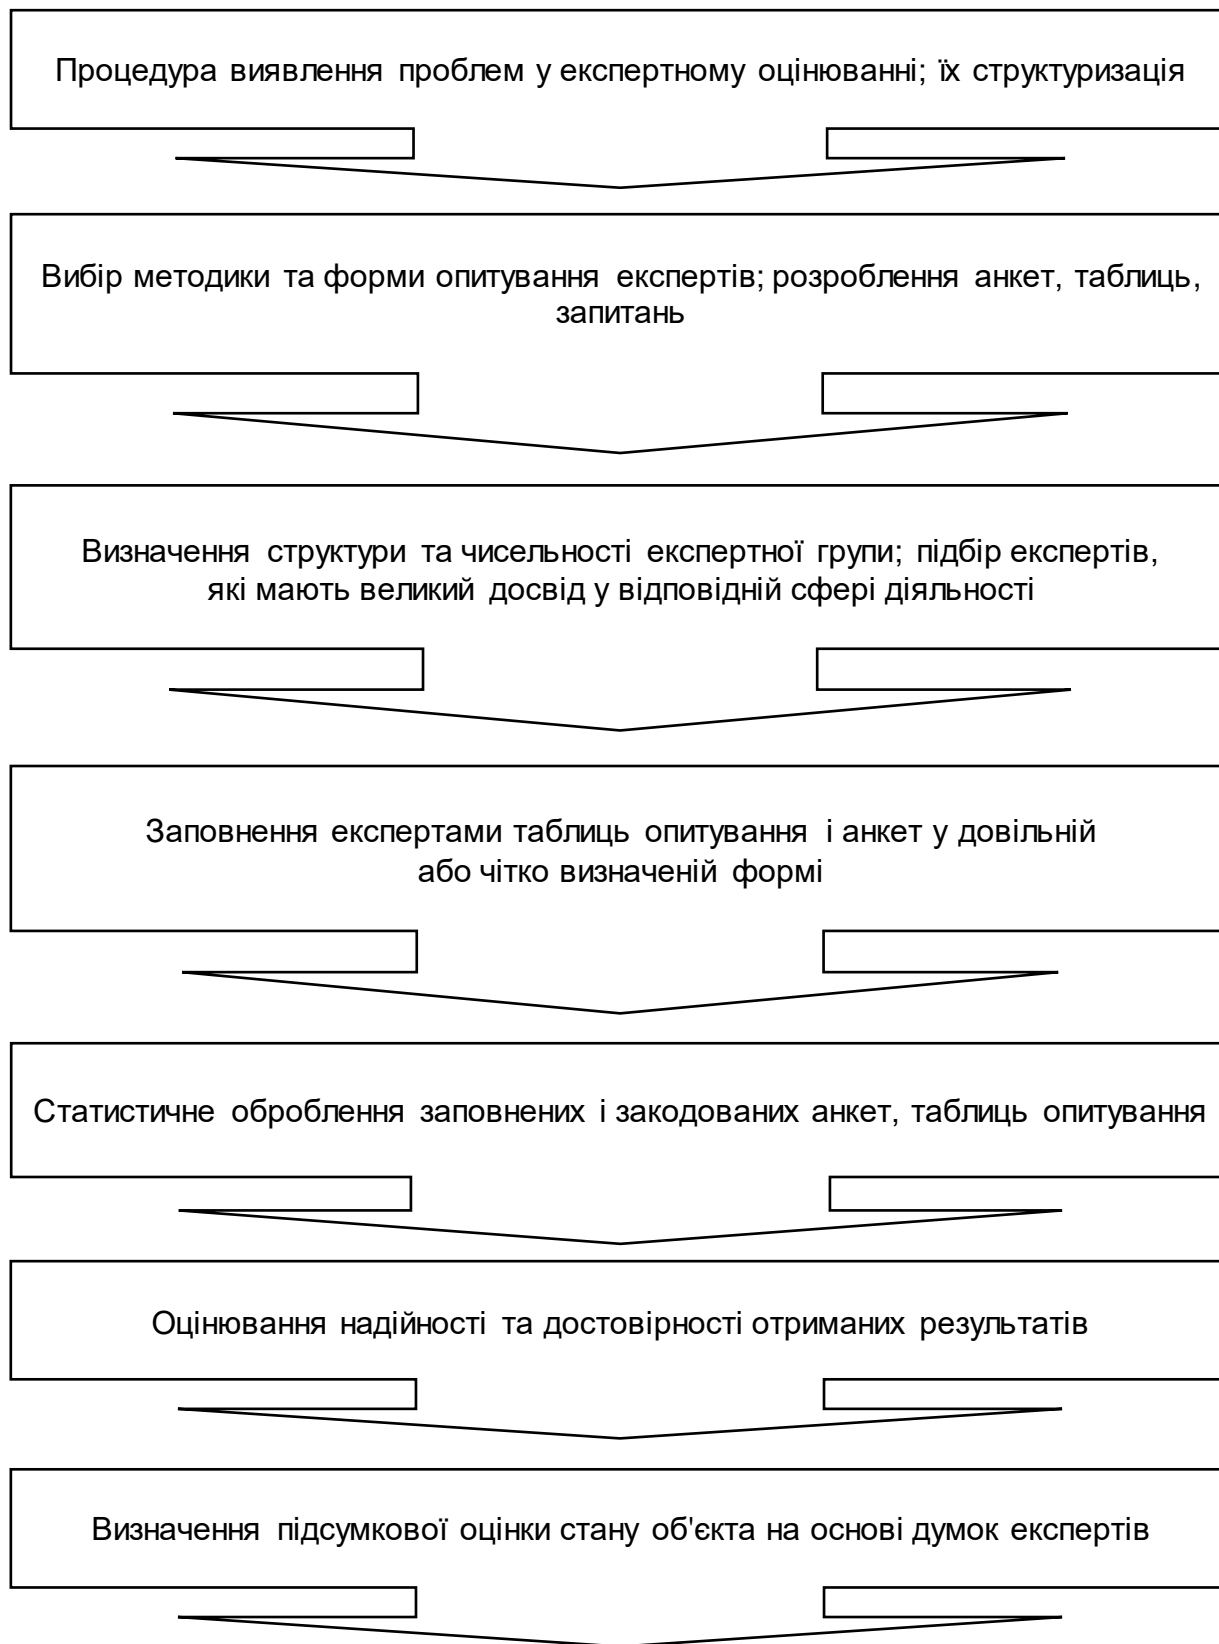 Процедура виявлення проблем у експертному оцінюванні; їх структуризація
Вибір методики та форми опитування експертів; розроблення анкет, таблиць,
запитань
Визначення структури та чисельності експертної групи; підбір експертів,
які мають великий досвід у відповідній сфері діяльності
Заповнення експертами таблиць опитування і анкет у довільній
або чітко визначеній формі
Статистичне оброблення заповнених і закодованих анкет, таблиць опитування
Оцінювання надійності та достовірності отриманих результатів
Визначення підсумкової оцінки стану об'єкта на основі думок експертів